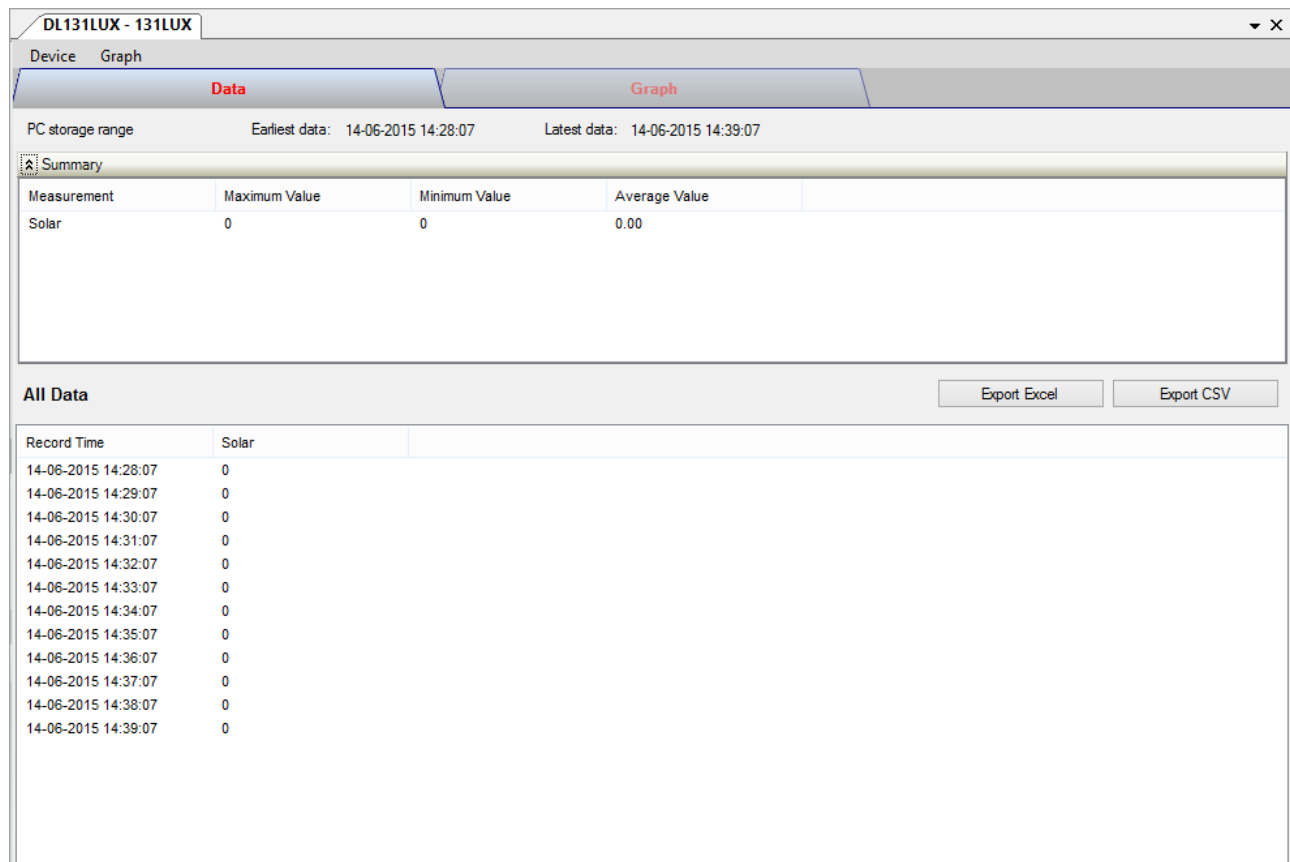 DL131LUX - 131LUX
Device Graph
Data Graph
PC storage range Earliest data: 14-06-2015 14:28:07 Latest data: 14-06-2015 14:39:07
Summary
Measurement Maximum Value Minimum Value Average Value
Solar 0 0 0.00
All Data Export Excel Export CSV
Record Time Solar
14-06-2015 14:28:07 0
14-06-2015 14:29:07 0
14-06-2015 14:30:07 0
14-06-2015 14:31:07 0
14-06-2015 14:32:07 0
14-06-2015 14:33:07 0
14-06-2015 14:34:07 0
14-06-2015 14:35:07 0
14-06-2015 14:36:07 0
14-06-2015 14:37:07 0
14-06-2015 14:38:07 0
14-06-2015 14:39:07 0